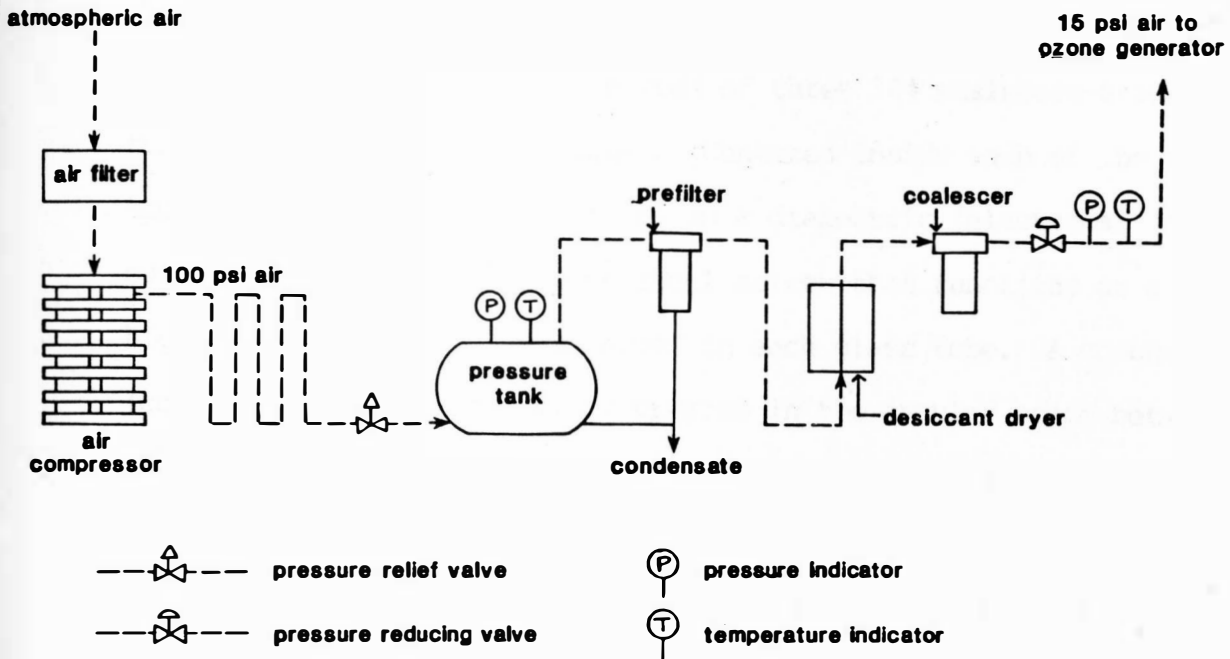 atmospheric air
15 psi air to
ozone generator
air filter
prefilter
coalescer
100 psi air
P
T
P
T
pressure
tank
desiccant dryer
air
compressor
condensate
pressure relief valve
P
pressure indicator
pressure reducing valve
T
temperature indicator